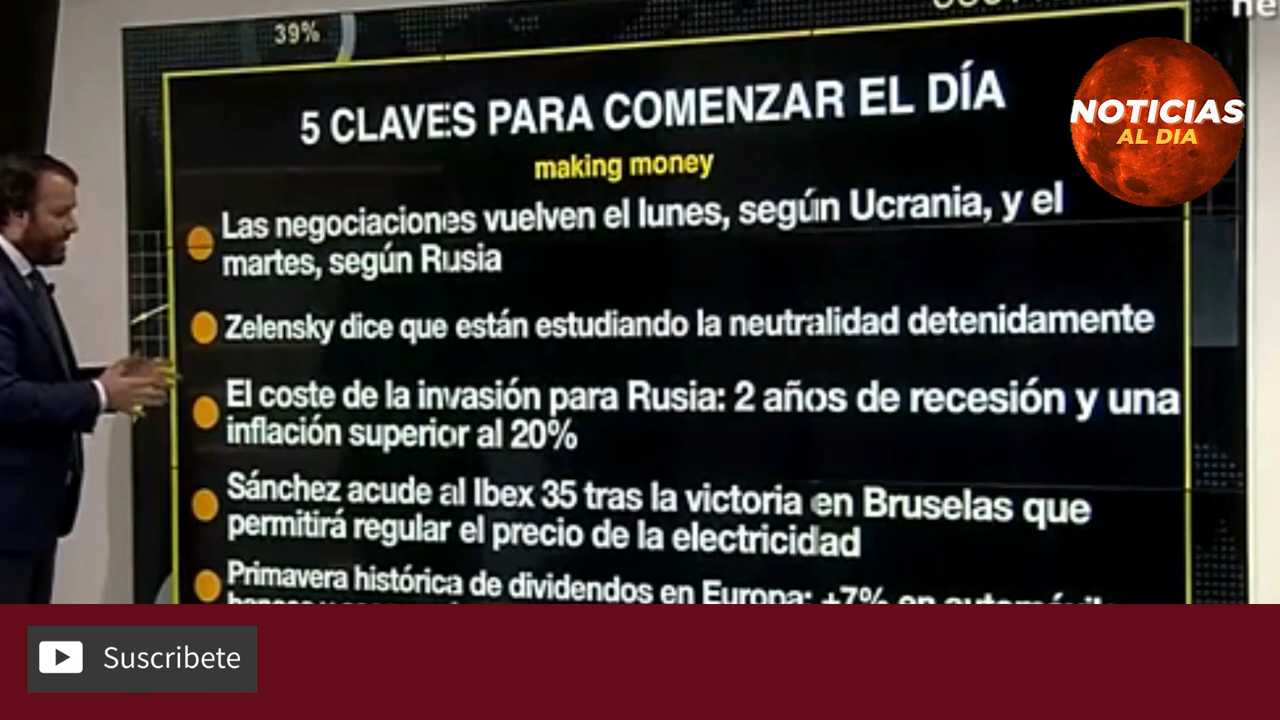 39%
ne
5 CLAVES PARA COMENZAR EL DÍA
making money
NOTICIAS
AL DIA
Las negociaciones vuelven el lunes, según Ucrania, y el
martes, según Rusia
Zelensky dice que están estudiando la neutralidad detenidamente
El coste de la invasión para Rusia: 2 años de recesión y una
inflación superior al 20%
Sánchez acude al Ibex 35 tras la victoria en Bruselas que
permitirá regular el precio de la electricidad
Primavera histórica de dividendos en Europa: +7% en
Suscribete